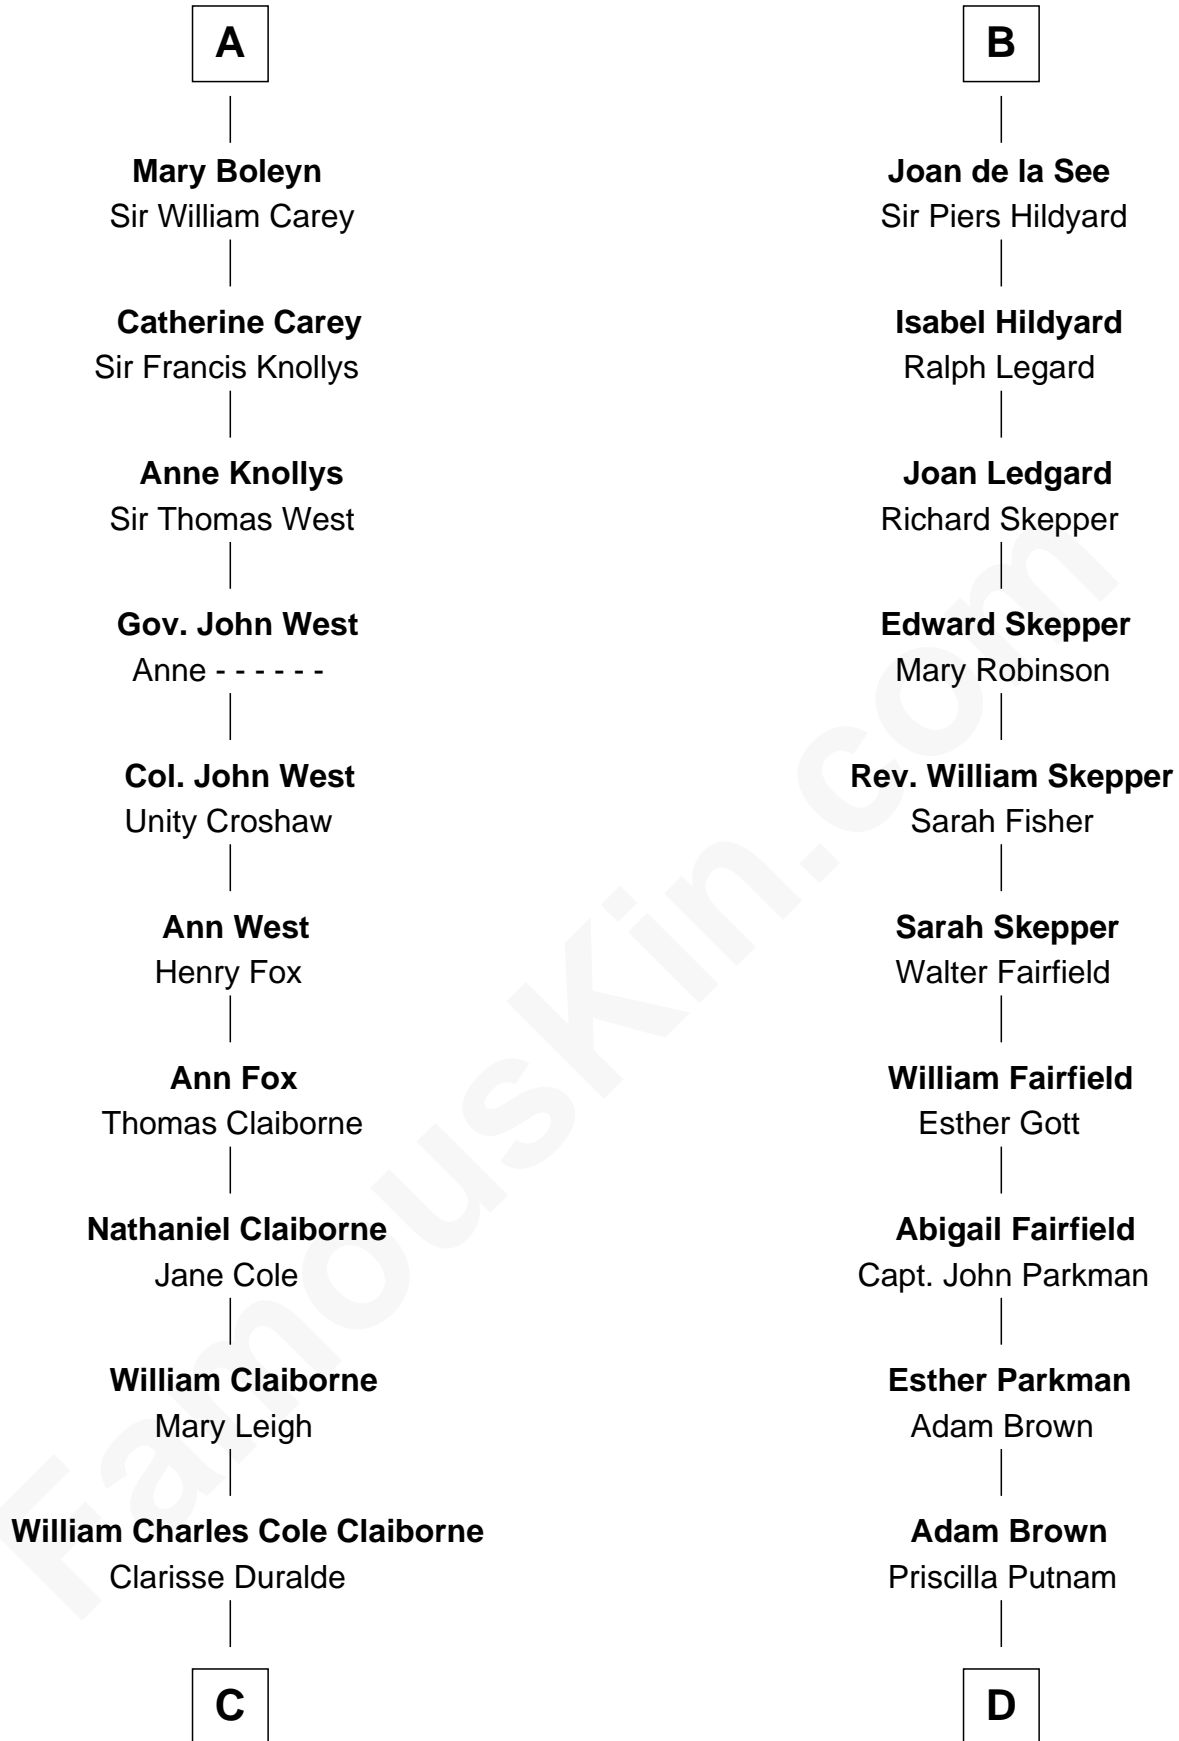 A
Mary Boleyn
Sir William Carey
Catherine Carey
Sir Francis Knollys
Anne Knollys
Sir Thomas West
Gov. John West
Anne - - - - - -
Col. John West
Unity Croshaw
Ann West
Henry Fox
Ann Fox
Thomas Claiborne
Nathaniel Claiborne
Jane Cole
William Claiborne
Mary Leigh
William Charles Cole Claiborne
Clarisse Duralde
C
B
Joan de la See
Sir Piers Hildyard
Isabel Hildyard
Ralph Legard
Joan Ledgard
Richard Skepper
Edward Skepper
Mary Robinson
Rev. William Skepper
Sarah Fisher
Sarah Skepper
Walter Fairfield
William Fairfield
Esther Gott
Abigail Fairfield
Capt. John Parkman
Esther Parkman
Adam Brown
Adam Brown
Priscilla Putnam
D
FamousKin.com